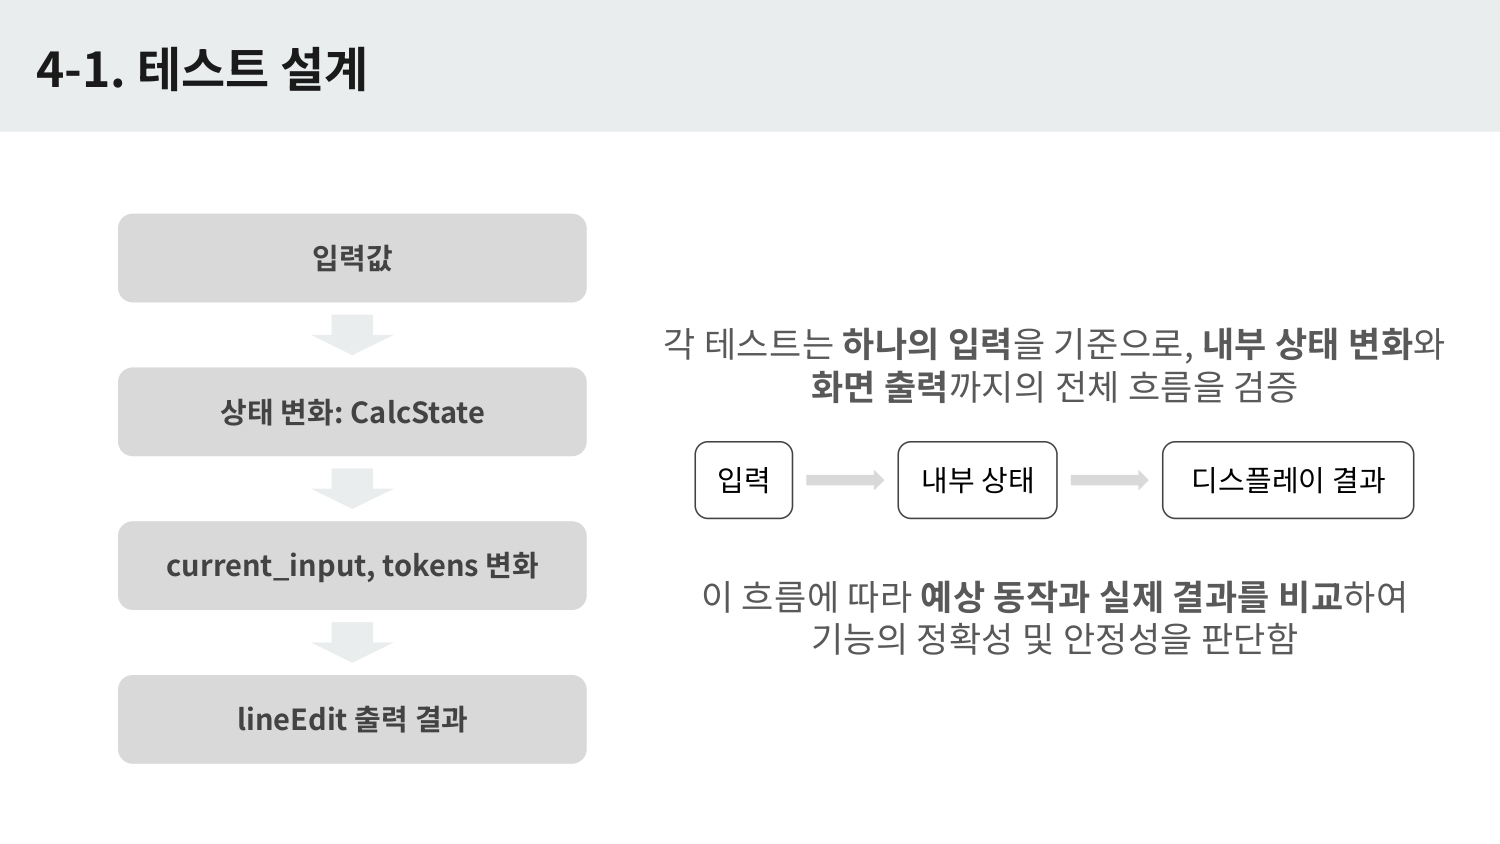 4-1. 테스트 설계
입력값
상태 변화: CalcState
current_input, tokens 변화
lineEdit 출력 결과
각 테스트는 하나의 입력을 기준으로, 내부 상태 변화와
화면 출력까지의 전체 흐름을 검증
입력
내부 상태
디스플레이 결과
이 흐름에 따라 예상 동작과 실제 결과를 비교하여
기능의 정확성 및 안정성을 판단함